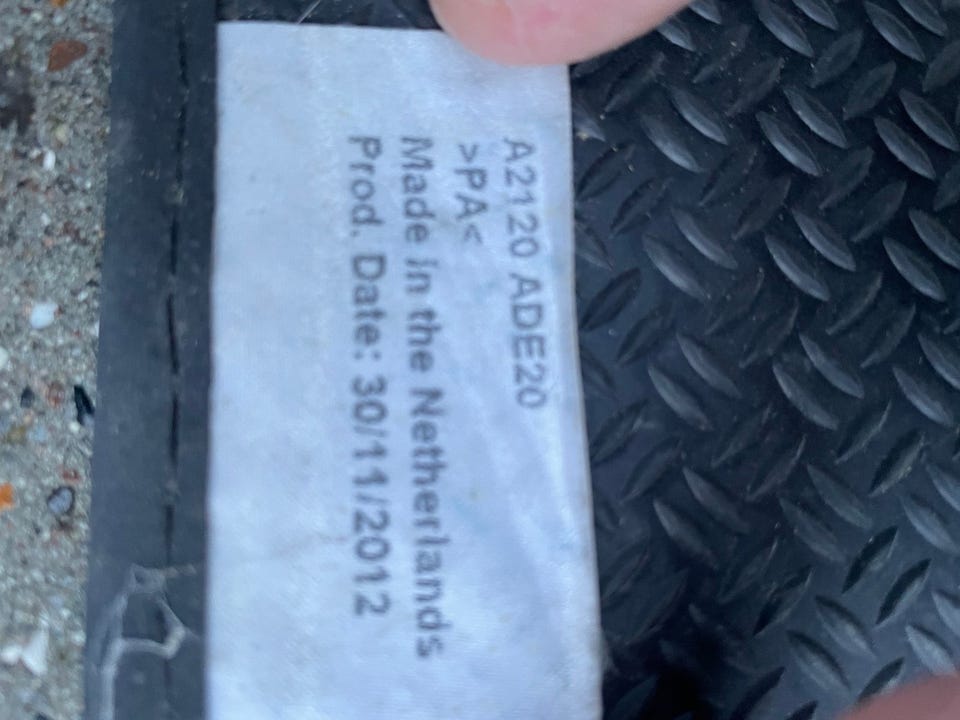 A2120 ADE20
>PA<
Made in the Netherlands
Prod. Date: 30/11/2012